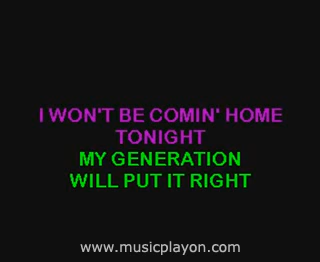 I WON'T BE COMIN' HOME
TONIGHT
MY GENERATION
WILL PUT IT RIGHT
www.musicplayon.com